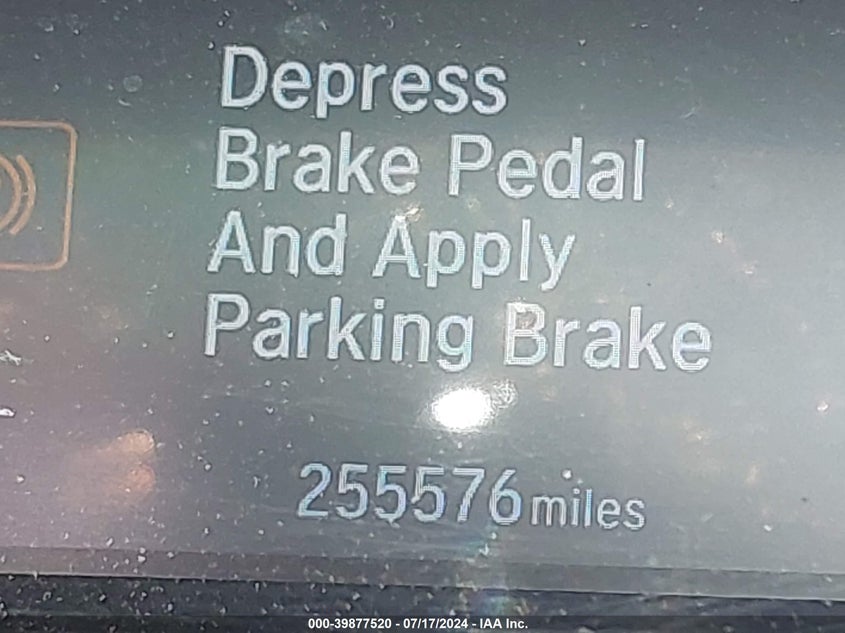 Depress
Brake Pedal
And Apply
Parking Brake
255576 miles
000-39877520 - 07/17/2024 - IAA Inc.